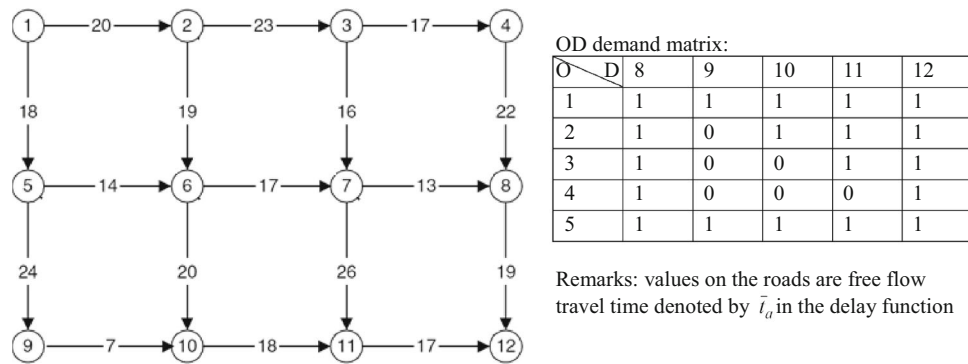 1 20 2 23 3 17 4
18 19 16 22
5 14 6 17 7 13 8
24 20 26 19
9 7 10 18 11 17 12
OD demand matrix:
O D 8 9 10 11 12
1 1 1 1 1 1
2 1 0 1 1 1
3 1 0 0 1 1
4 1 0 0 0 1
5 1 1 1 1 1
Remarks: values on the roads are free flow
travel time denoted by t̄ₐ in the delay function